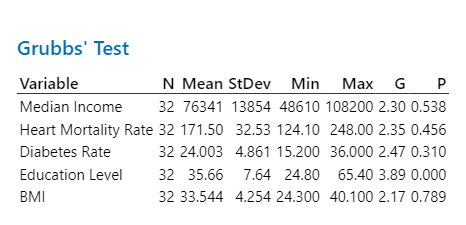 Grubbs' Test
Variable N Mean StDev Min Max G P
Median Income 32 76341 13854 48610 108200 2.30 0.538
Heart Mortality Rate 32 171.50 32.53 124.10 248.00 2.35 0.456
Diabetes Rate 32 24.003 4.861 15.200 36.000 2.47 0.310
Education Level 32 35.66 7.64 24.80 65.40 3.89 0.000
BMI 32 33.544 4.254 24.300 40.100 2.17 0.789